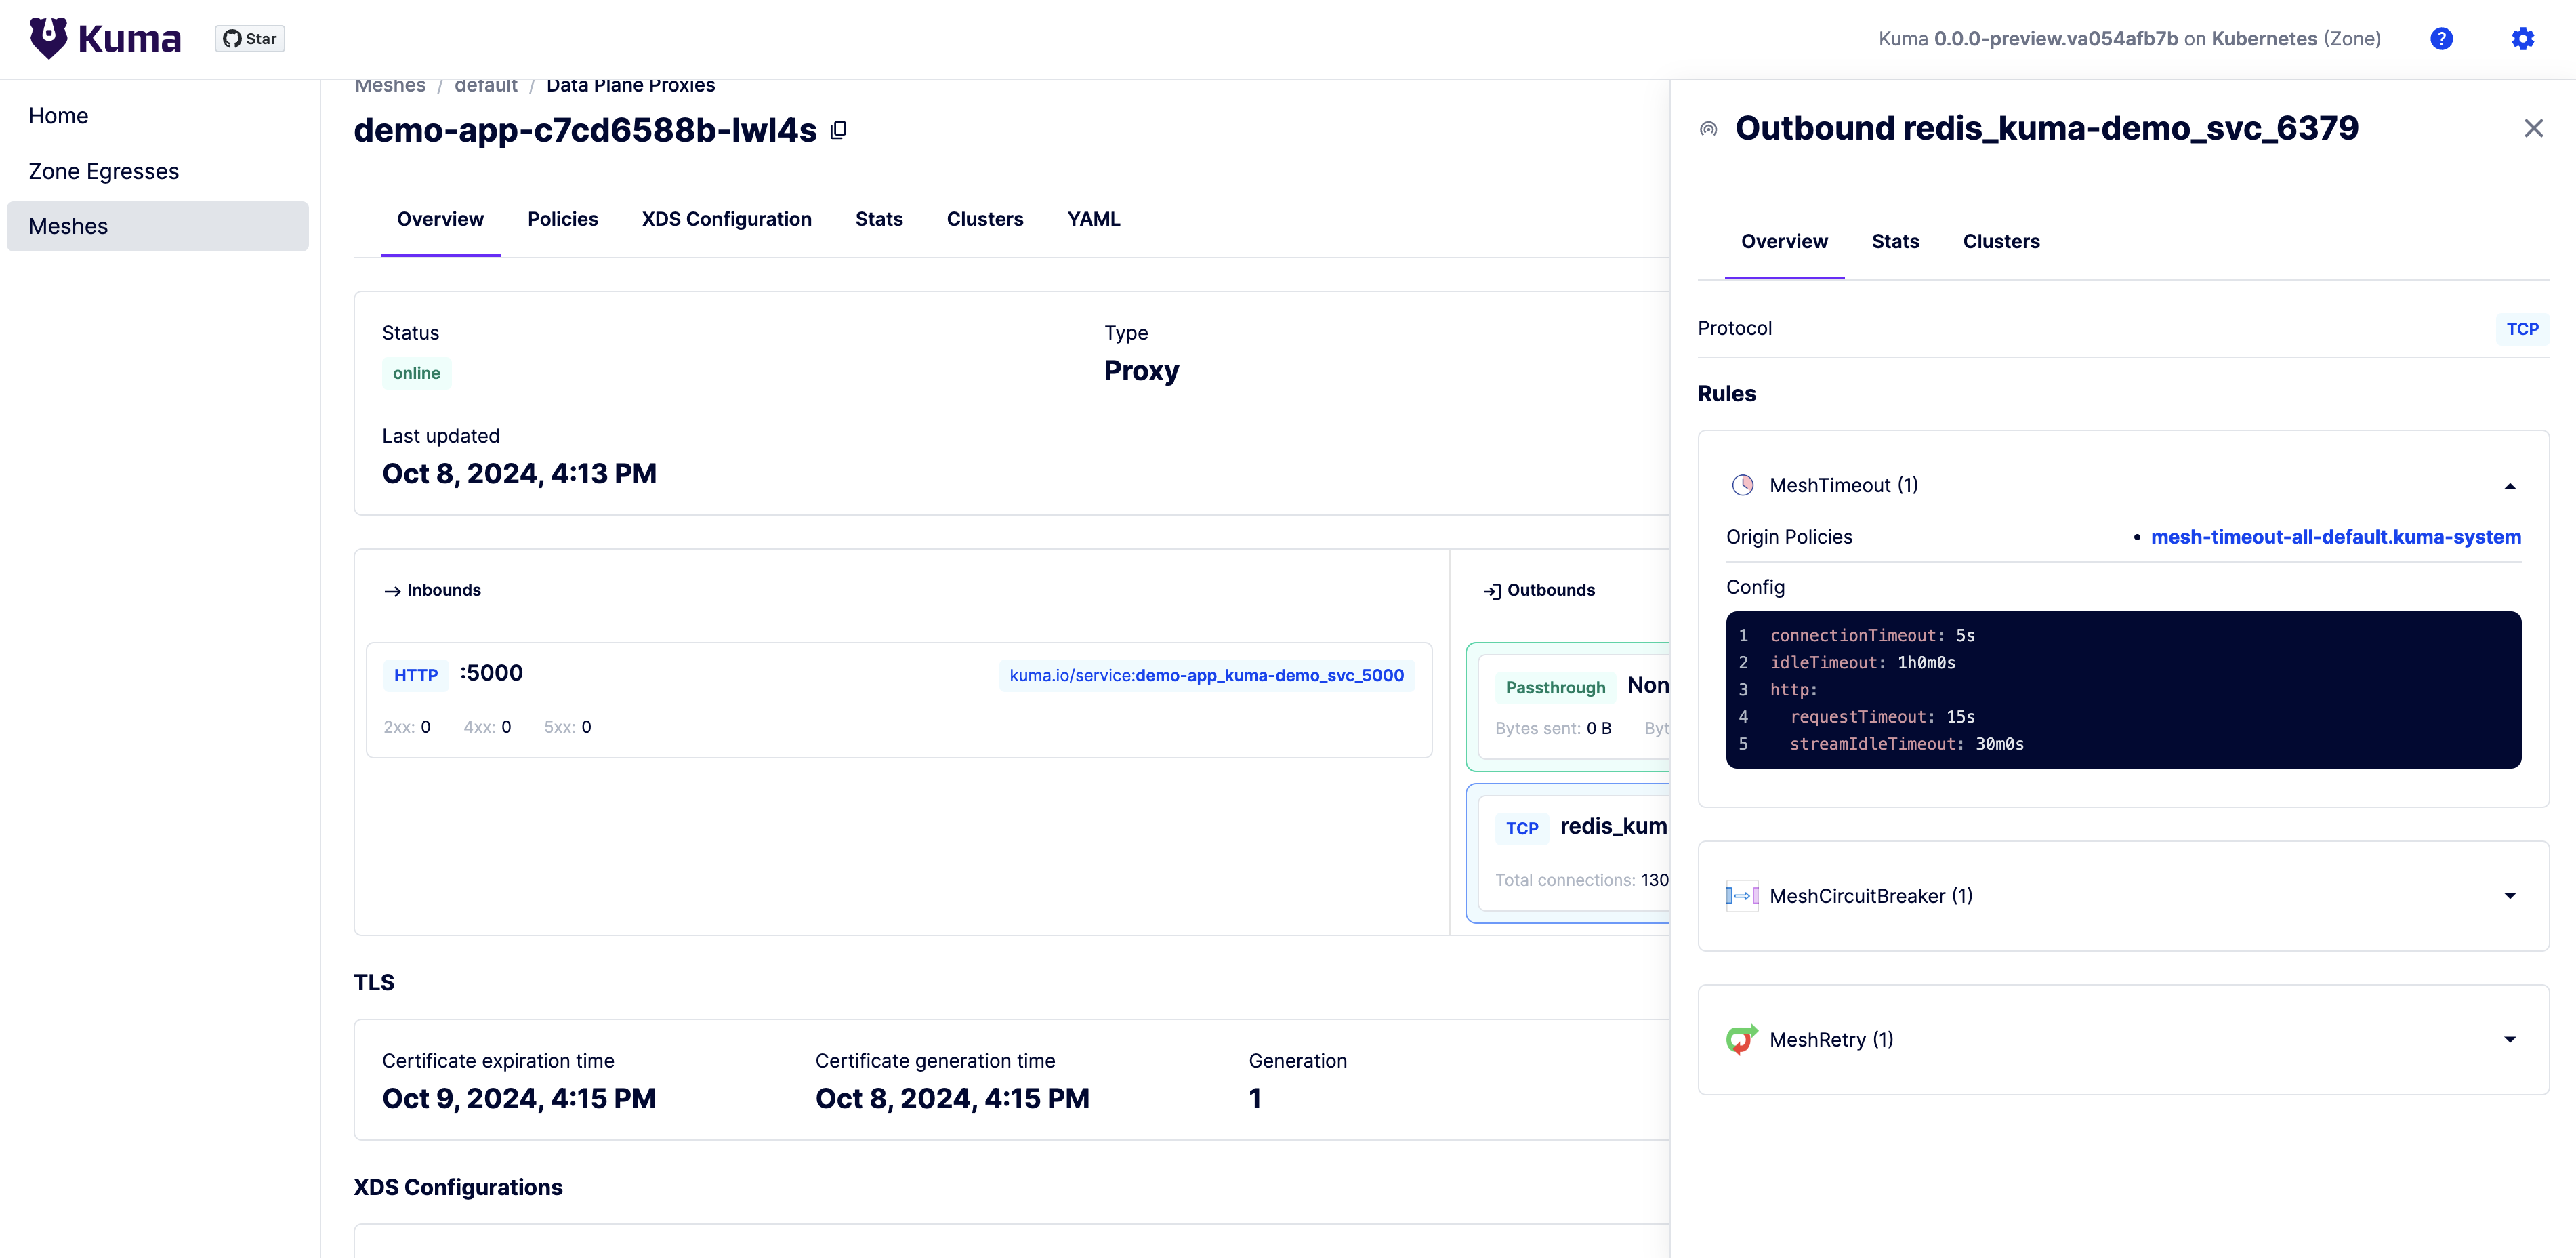 Kuma
Star
Kuma 0.0.0-preview.va054afb7b on Kubernetes (Zone)
?
Home
Zone Egresses
Meshes
Meshes / default / Data Plane Proxies
demo-app-c7cd6588b-lwl4s
Overview Policies XDS Configuration Stats Clusters YAML
Status
online
Type
Proxy
Last updated
Oct 8, 2024, 4:13 PM
Inbounds
HTTP :5000 kuma.io/service:demo-app_kuma-demo_svc_5000
2xx: 0 4xx: 0 5xx: 0
Outbounds
Passthrough Non
Bytes sent: 0 B Byt
TCP redis_kuma
Total connections: 130
TLS
Certificate expiration time
Oct 9, 2024, 4:15 PM
Certificate generation time
Oct 8, 2024, 4:15 PM
Generation
1
XDS Configurations
Outbound redis_kuma-demo_svc_6379
Overview Stats Clusters
Protocol TCP
Rules
MeshTimeout (1)
Origin Policies • mesh-timeout-all-default.kuma-system
Config
1 connectionTimeout: 5s
2 idleTimeout: 1h0m0s
3 http:
4 requestTimeout: 15s
5 streamIdleTimeout: 30m0s
MeshCircuitBreaker (1)
MeshRetry (1)